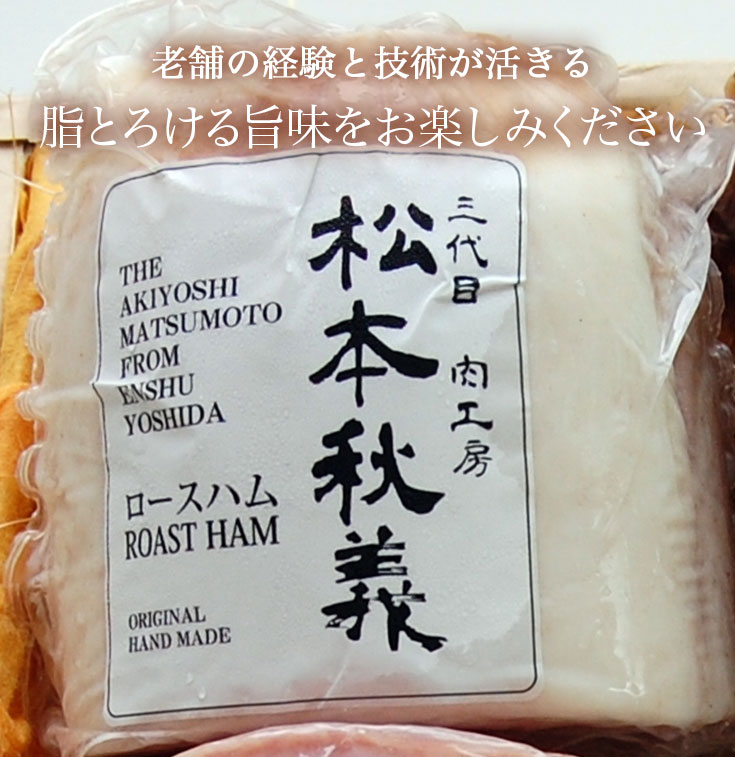 老舗の経験と技術が活きる
脂とろける旨味をお楽しみください
三代目 肉工房
松本秋義
THE
AKIYOSHI
MATSUMOTO
FROM
ENSHU
YOSHIDA
ロースハム
ROAST HAM
ORIGINAL
HAND MADE